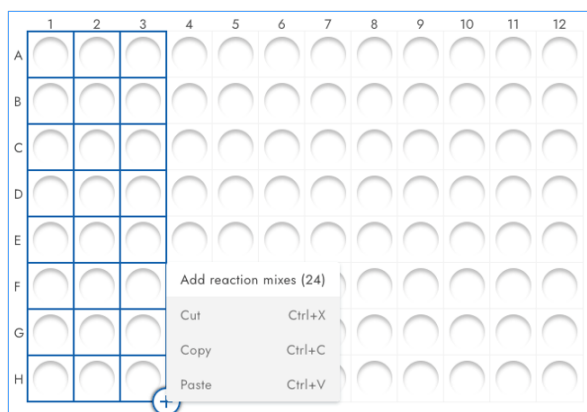 1 2 3 4 5 6 7 8 9 10 11 12
A
B
C
D
E
F
Add reaction mixes (24)
G
Cut Ctrl+X
Copy Ctrl+C
H
Paste Ctrl+V